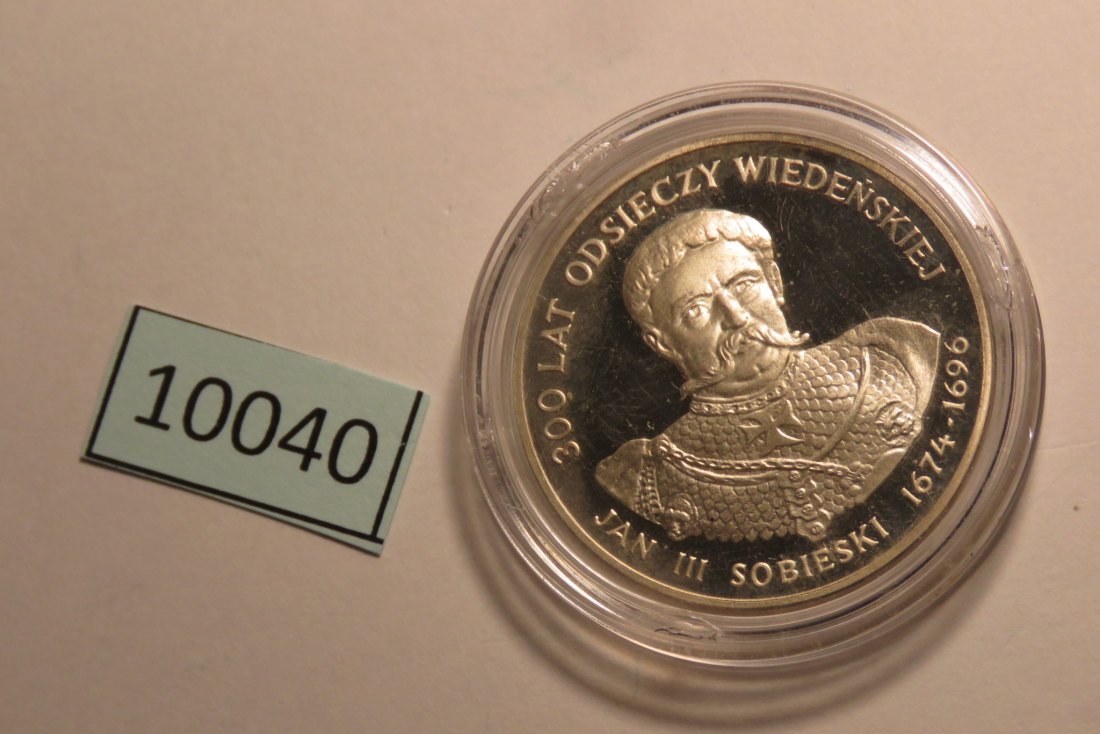 10040
300 LAT ODSIECZY WIEDEŃSKIEJ
JAN III SOBIESKI 1674-1696